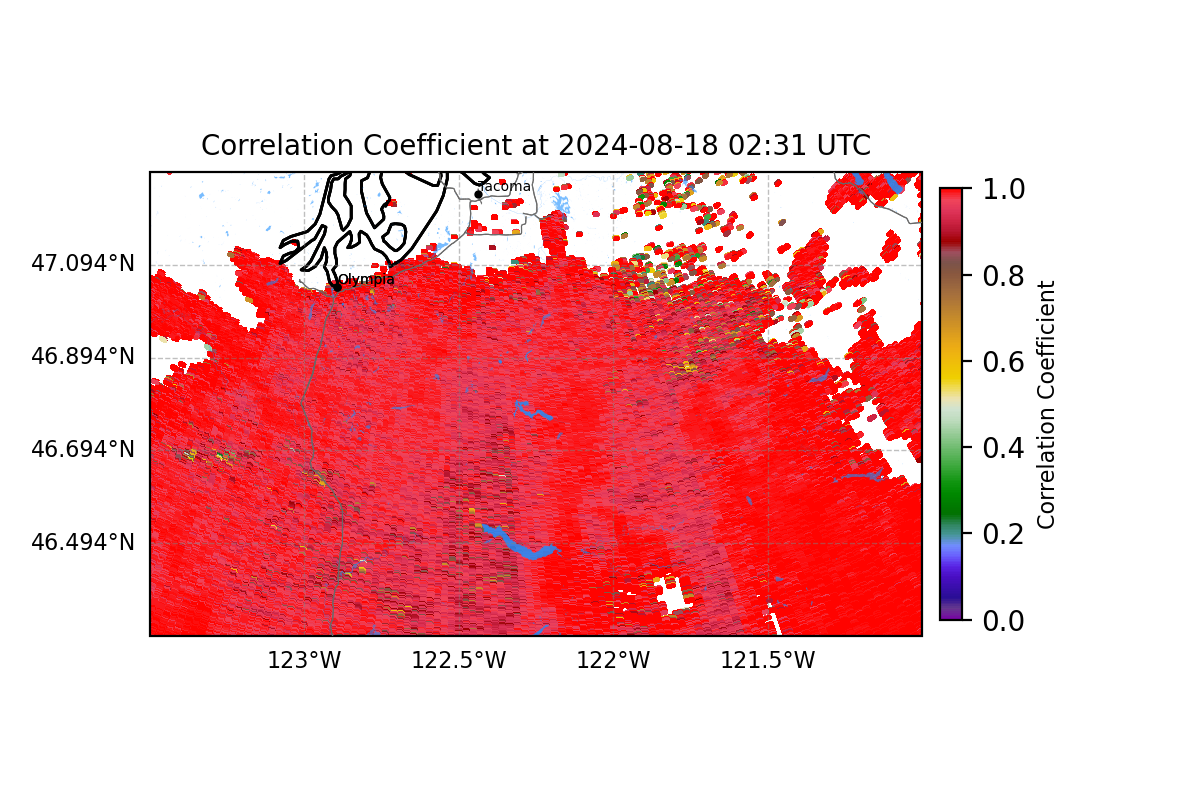 Correlation Coefficient at 2024-08-18 02:31 UTC
Tacoma
Olympia
47.094°N
46.894°N
46.694°N
46.494°N
123°W
122.5°W
122°W
121.5°W
1.0
0.8
0.6
0.4
0.2
0.0
Correlation Coefficient